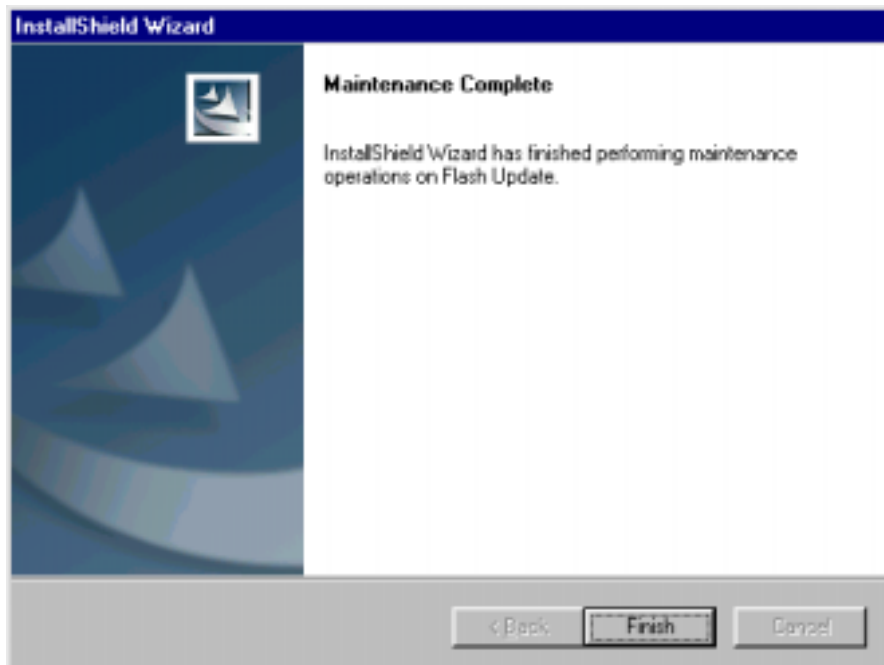 InstallShield Wizard
Maintenance Complete
InstallShield Wizard has finished performing maintenance
operations on Flash Update.
< Back Finish Cancel